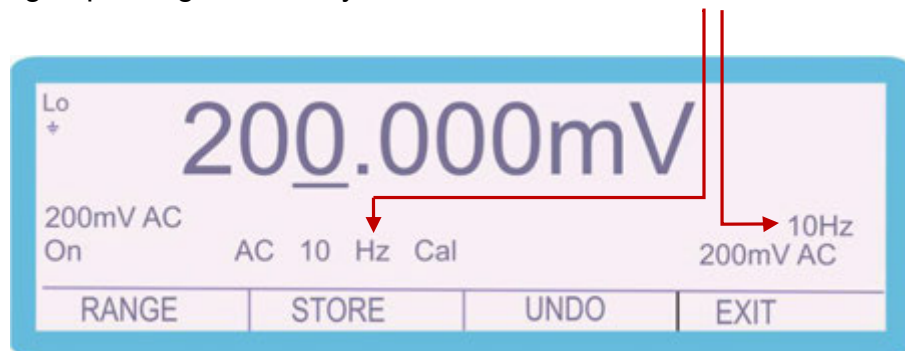 Lo
200.000mV
200mV AC
10Hz
On AC 10 Hz Cal
200mV AC
RANGE STORE UNDO EXIT